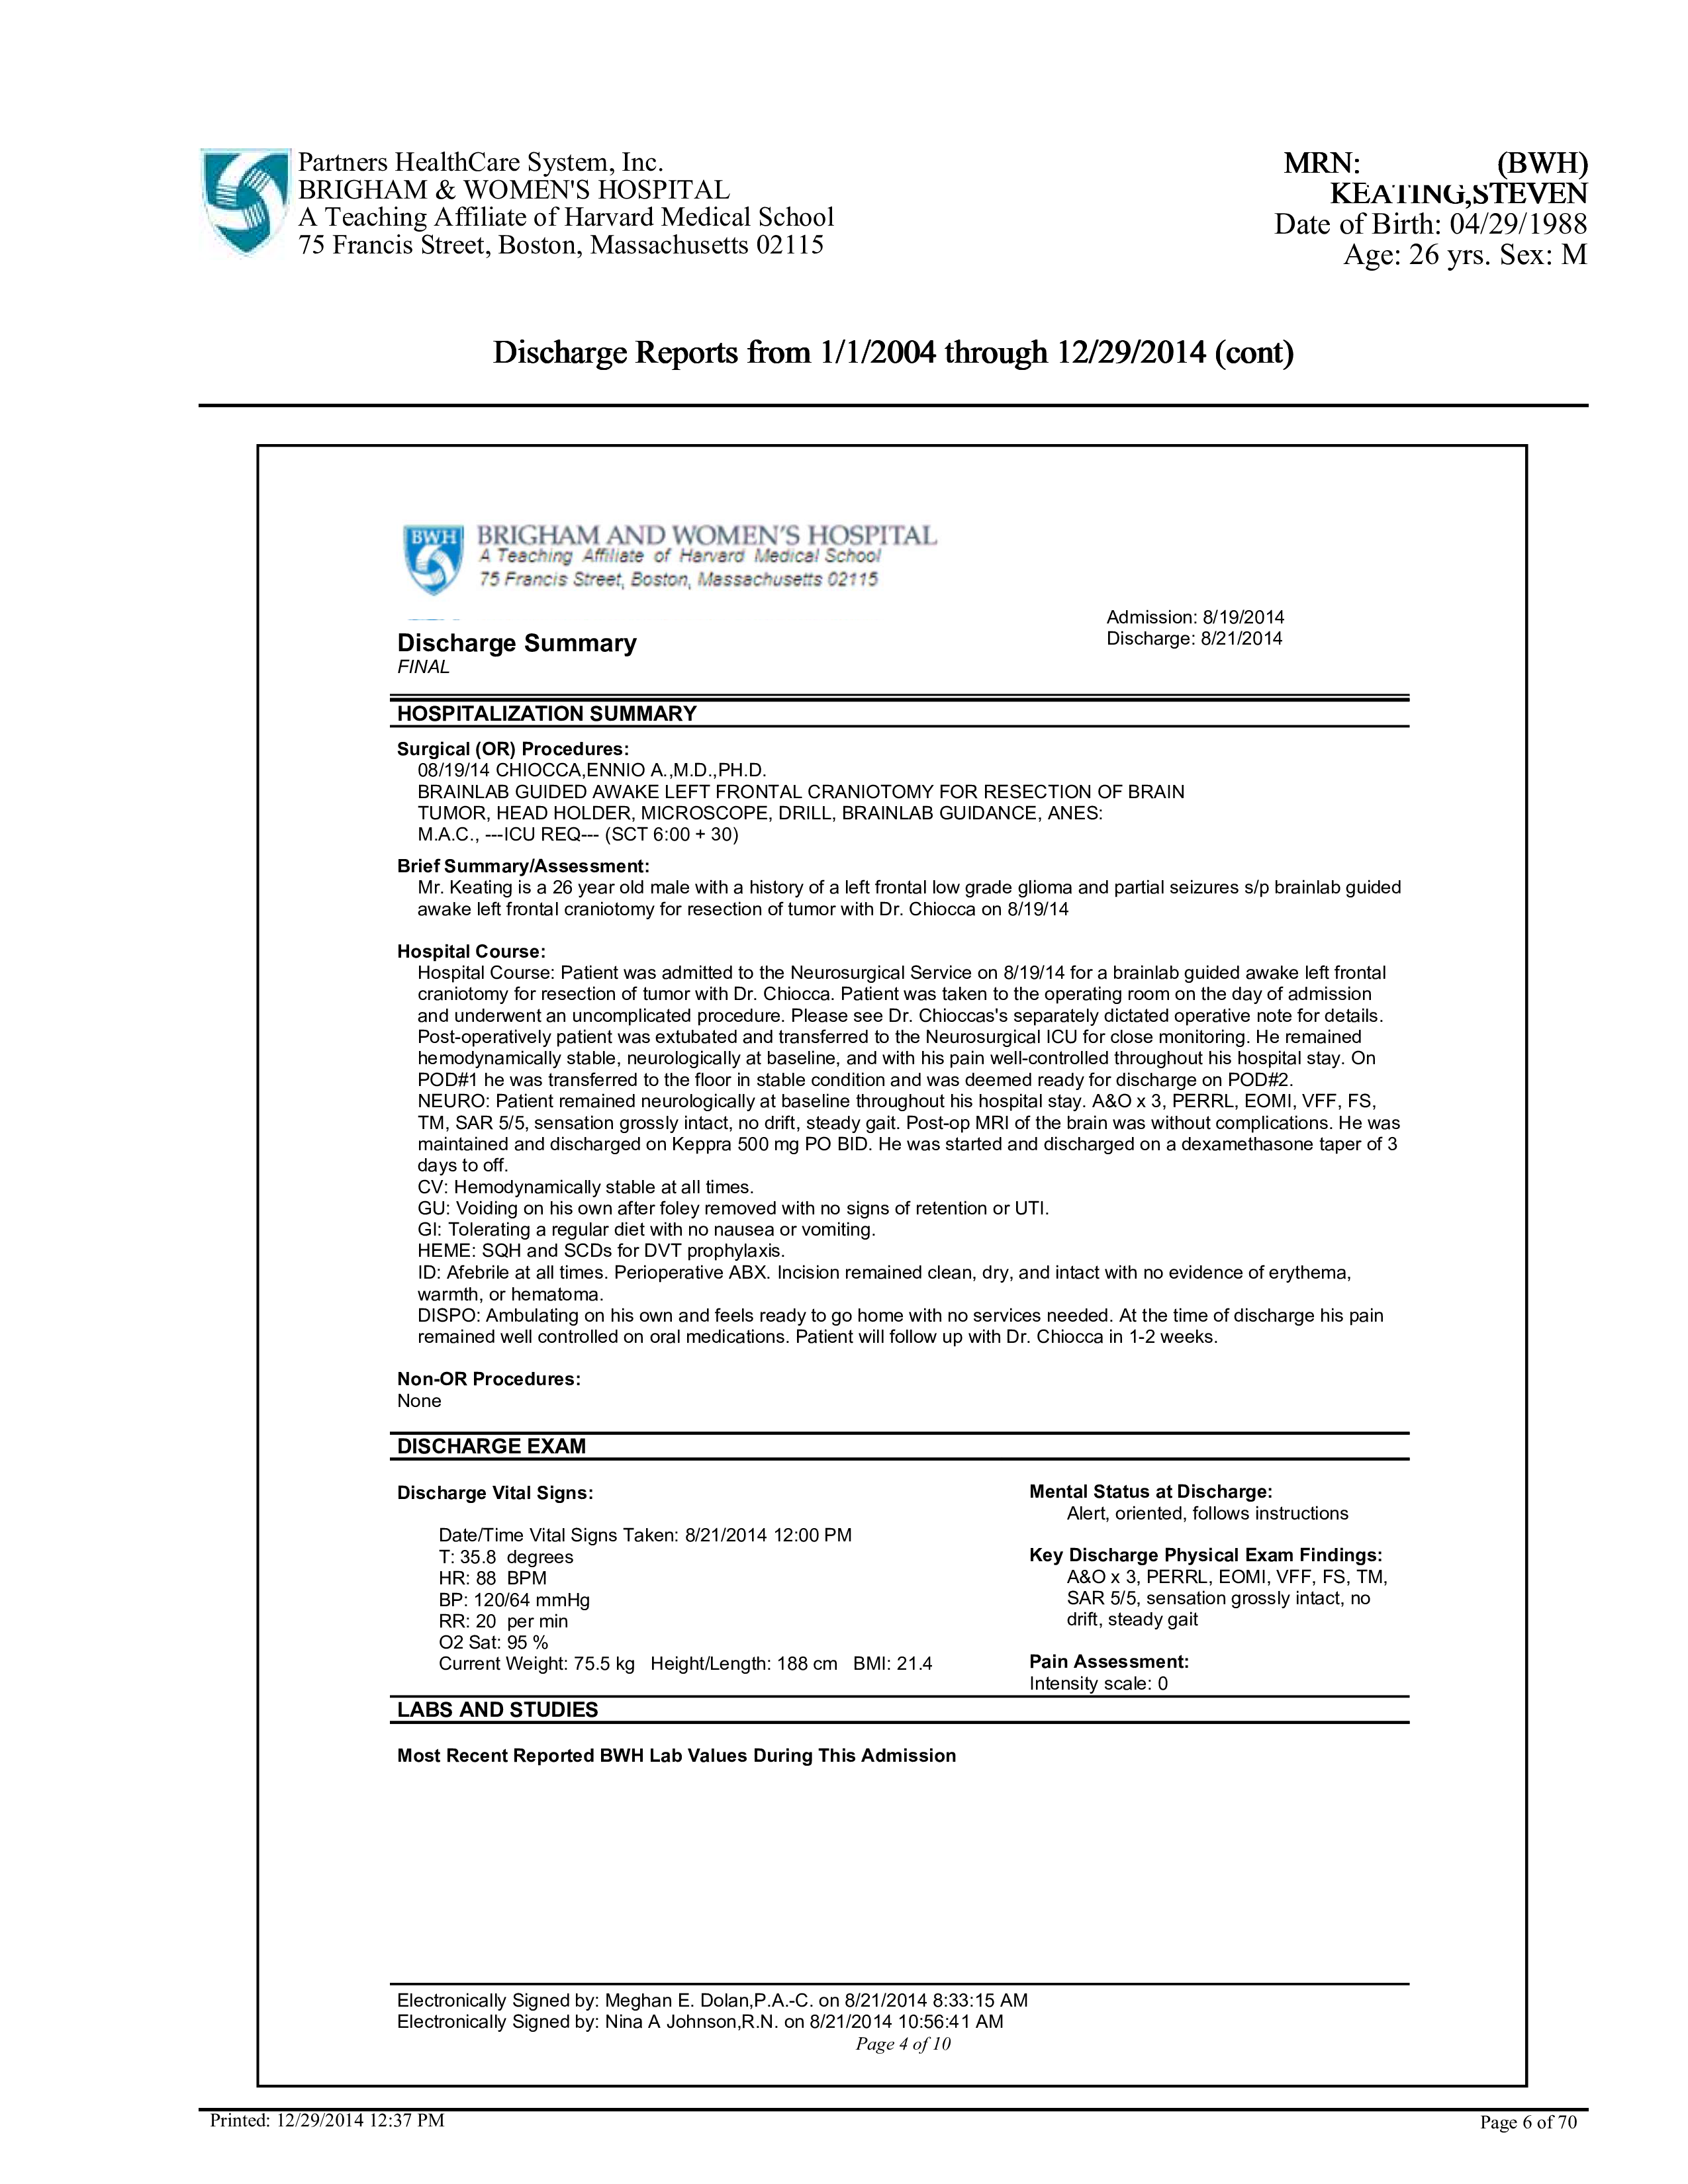 Partners HealthCare System, Inc.
BRIGHAM & WOMEN'S HOSPITAL
A Teaching Affiliate of Harvard Medical School
75 Francis Street, Boston, Massachusetts 02115
MRN: (BWH)
KEATING,STEVEN
Date of Birth: 04/29/1988
Age: 26 yrs. Sex: M
Discharge Reports from 1/1/2004 through 12/29/2014 (cont)
BWH
BRIGHAM AND WOMEN'S HOSPITAL
A Teaching Affiliate of Harvard Medical School
75 Francis Street, Boston, Massachusetts 02115
Admission: 8/19/2014
Discharge: 8/21/2014
Discharge Summary
FINAL
HOSPITALIZATION SUMMARY
Surgical (OR) Procedures:
08/19/14 CHIOCCA,ENNIO A.,M.D.,PH.D.
BRAINLAB GUIDED AWAKE LEFT FRONTAL CRANIOTOMY FOR RESECTION OF BRAIN
TUMOR, HEAD HOLDER, MICROSCOPE, DRILL, BRAINLAB GUIDANCE, ANES:
M.A.C., ---ICU REQ--- (SCT 6:00 + 30)
Brief Summary/Assessment:
Mr. Keating is a 26 year old male with a history of a left frontal low grade glioma and partial seizures s/p brainlab guided
awake left frontal craniotomy for resection of tumor with Dr. Chiocca on 8/19/14
Hospital Course:
Hospital Course: Patient was admitted to the Neurosurgical Service on 8/19/14 for a brainlab guided awake left frontal
craniotomy for resection of tumor with Dr. Chiocca. Patient was taken to the operating room on the day of admission
and underwent an uncomplicated procedure. Please see Dr. Chioccas's separately dictated operative note for details.
Post-operatively patient was extubated and transferred to the Neurosurgical ICU for close monitoring. He remained
hemodynamically stable, neurologically at baseline, and with his pain well-controlled throughout his hospital stay. On
POD#1 he was transferred to the floor in stable condition and was deemed ready for discharge on POD#2.
NEURO: Patient remained neurologically at baseline throughout his hospital stay. A&O x 3, PERRL, EOMI, VFF, FS,
TM, SAR 5/5, sensation grossly intact, no drift, steady gait. Post-op MRI of the brain was without complications. He was
maintained and discharged on Keppra 500 mg PO BID. He was started and discharged on a dexamethasone taper of 3
days to off.
CV: Hemodynamically stable at all times.
GU: Voiding on his own after foley removed with no signs of retention or UTI.
GI: Tolerating a regular diet with no nausea or vomiting.
HEME: SQH and SCDs for DVT prophylaxis.
ID: Afebrile at all times. Perioperative ABX. Incision remained clean, dry, and intact with no evidence of erythema,
warmth, or hematoma.
DISPO: Ambulating on his own and feels ready to go home with no services needed. At the time of discharge his pain
remained well controlled on oral medications. Patient will follow up with Dr. Chiocca in 1-2 weeks.
Non-OR Procedures:
None
DISCHARGE EXAM
Discharge Vital Signs:
Date/Time Vital Signs Taken: 8/21/2014 12:00 PM
T: 35.8 degrees
HR: 88 BPM
BP: 120/64 mmHg
RR: 20 per min
O2 Sat: 95 %
Current Weight: 75.5 kg Height/Length: 188 cm BMI: 21.4
Mental Status at Discharge:
Alert, oriented, follows instructions
Key Discharge Physical Exam Findings:
A&O x 3, PERRL, EOMI, VFF, FS, TM,
SAR 5/5, sensation grossly intact, no
drift, steady gait
Pain Assessment:
Intensity scale: 0
LABS AND STUDIES
Most Recent Reported BWH Lab Values During This Admission
Electronically Signed by: Meghan E. Dolan,P.A.-C. on 8/21/2014 8:33:15 AM
Electronically Signed by: Nina A Johnson,R.N. on 8/21/2014 10:56:41 AM
Page 4 of 10
Printed: 12/29/2014 12:37 PM
Page 6 of 70